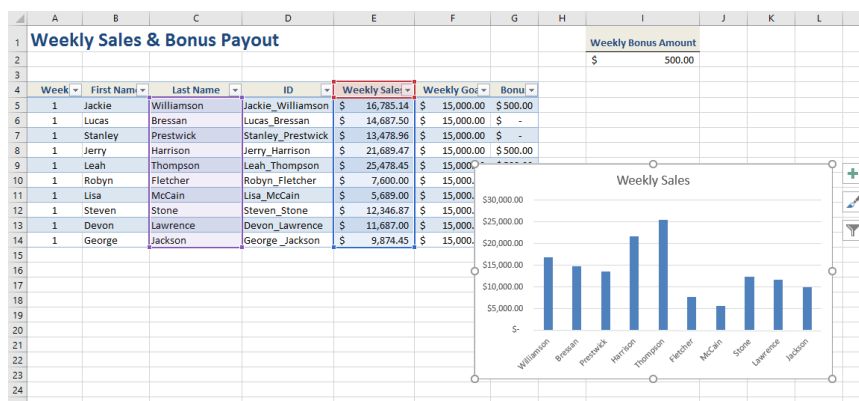 A B C D E F G H I J K L
1 Weekly Sales & Bonus Payout Weekly Bonus Amount
2 $ 500.00
3
4 Week First Nam Last Name ID Weekly Sale Weekly Goa Bonu
5 1 Jackie Williamson Jackie_Williamson $ 16,785.14 $ 15,000.00 $500.00
6 1 Lucas Bressan Lucas_Bressan $ 14,687.50 $ 15,000.00 $ -
7 1 Stanley Prestwick Stanley_Prestwick $ 13,478.96 $ 15,000.00 $ -
8 1 Jerry Harrison Jerry_Harrison $ 21,689.47 $ 15,000.00 $500.00
9 1 Leah Thompson Leah_Thompson $ 25,478.45 $ 15,000
10 1 Robyn Fletcher Robyn_Fletcher $ 7,600.00 $ 15,000.
11 1 Lisa McCain Lisa_McCain $ 5,689.00 $ 15,000.
12 1 Steven Stone Steven_Stone $ 12,346.87 $ 15,000.
13 1 Devon Lawrence Devon_Lawrence $ 11,687.00 $ 15,000.
14 1 George Jackson George _Jackson $ 9,874.45 $ 15,000.
15
16
17
18
19
20
21
22
23
24
Weekly Sales
$30,000.00
$25,000.00
$20,000.00
$15,000.00
$10,000.00
$5,000.00
$-
Williamson Bressan Prestwick Harrison Thompson Fletcher McCain Stone Lawrence Jackson